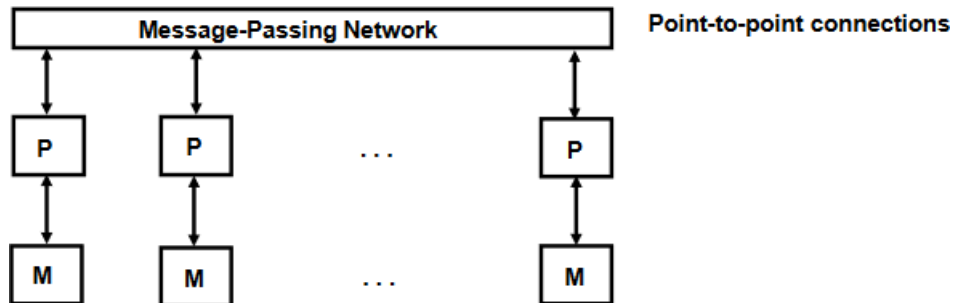 Message-Passing Network
Point-to-point connections
P
P
. . .
P
M
M
. . .
M